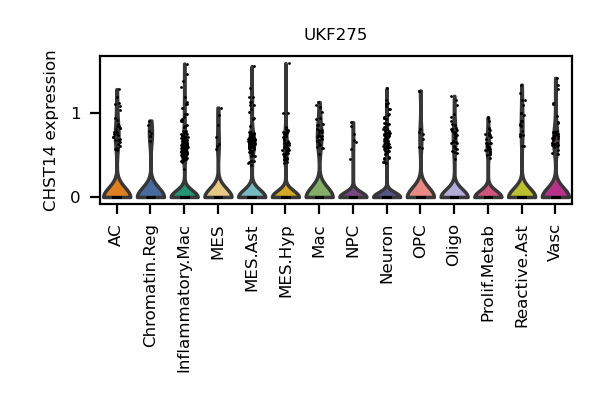 UKF275
CHST14 expression
1
0
AC
Chromatin.Reg
Inflammatory.Mac
MES
MES.Ast
MES.Hyp
Mac
NPC
Neuron
OPC
Oligo
Prolif.Metab
Reactive.Ast
Vasc